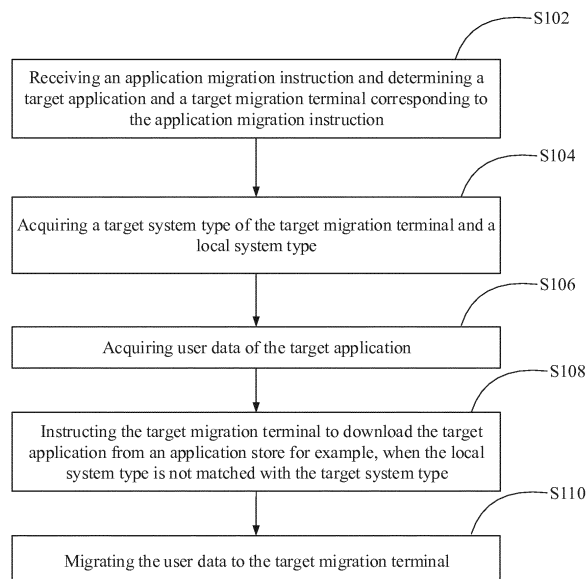 S102
Receiving an application migration instruction and determining a
target application and a target migration terminal corresponding to
the application migration instruction
S104
Acquiring a target system type of the target migration terminal and a
local system type
S106
Acquiring user data of the target application
S108
Instructing the target migration terminal to download the target
application from an application store for example, when the local
system type is not matched with the target system type
S110
Migrating the user data to the target migration terminal